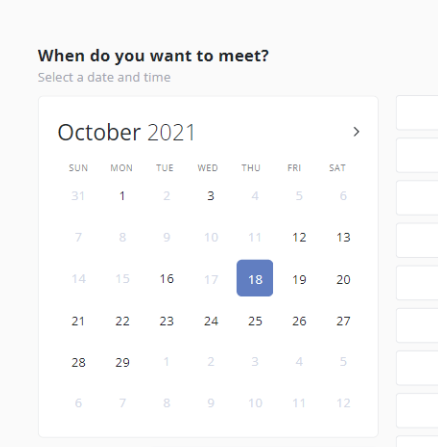 When do you want to meet?
Select a date and time
October 2021 >
SUN MON TUE WED THU FRI SAT
31 1 2 3 4 5 6
7 8 9 10 11 12 13
14 15 16 17 18 19 20
21 22 23 24 25 26 27
28 29 1 2 3 4 5
6 7 8 9 10 11 12